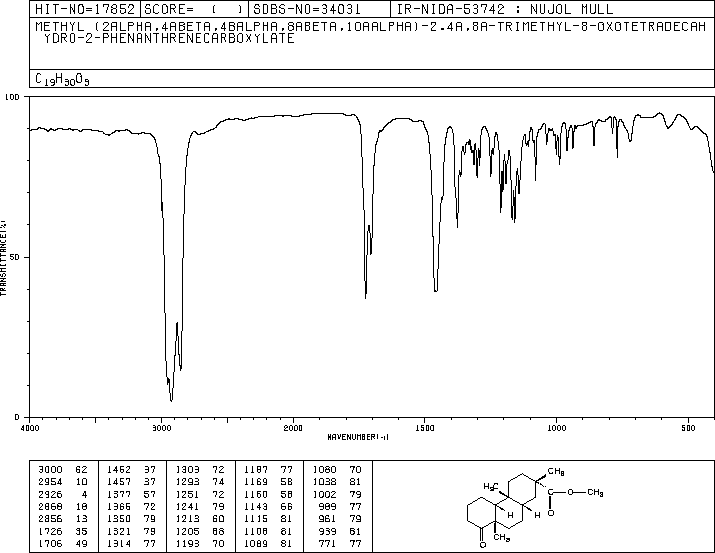 HIT-NO=17852 SCORE= ( ) SDBS-NO=34031 IR-NIDA-53742 : NUJOL MULL
METHYL (2ALPHA,4ABETA,4BALPHA,8ABETA,10AALPHA)-2,4A,8A-TRIMETHYL-8-OXOTETRADECAH
YDRO-2-PHENANTHRENECARBOXYLATE
C19H30O3
100
50
0
TRANSMITTANCE(%)
4000 3000 2000 1500 1000 500
WAVENUMBER(-1)
3000 62 1462 37 1303 72 1187 77 1080 70
2954 10 1457 37 1293 74 1169 58 1038 81
2926 4 1377 57 1251 72 1160 58 1002 79
2868 18 1366 72 1241 79 1143 66 989 77
2856 13 1350 79 1213 60 1115 81 961 79
1726 35 1321 79 1205 68 1108 81 939 81
1706 49 1314 77 1193 70 1089 81 771 77
CH3
H3C
C—O—CH3
O
H
H
CH3
O